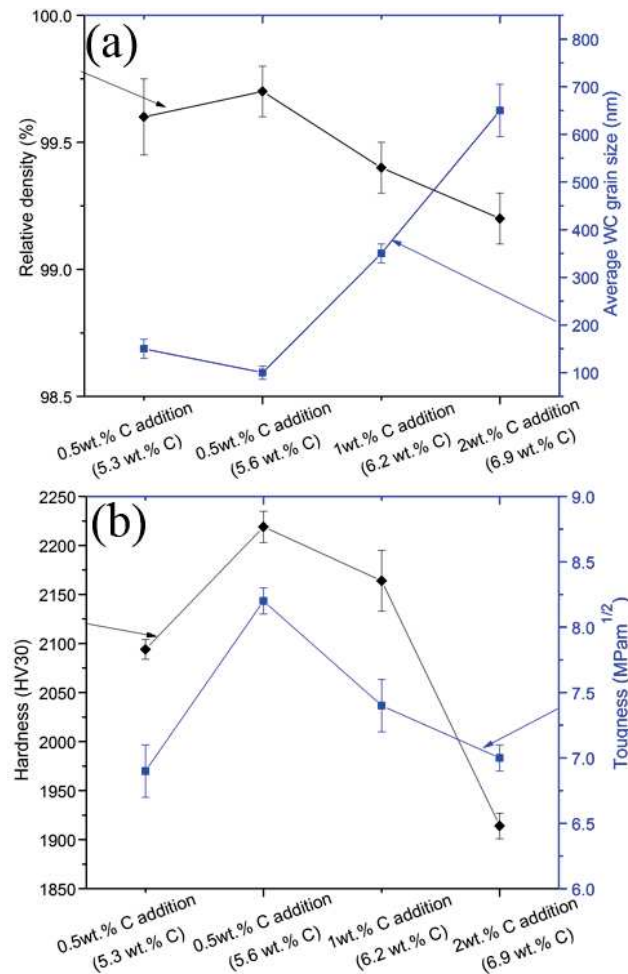 (a)
Relative density (%)
100.0
99.5
99.0
98.5
800
700
600
500
400
300
200
100
Average WC grain size (nm)
0.5wt.% C addition
(5.3 wt.% C)
0.5wt.% C addition
(5.6 wt.% C)
1wt.% C addition
(6.2 wt.% C)
2wt.% C addition
(6.9 wt.% C)
(b)
Hardness (HV30)
2250
2200
2150
2100
2050
2000
1950
1900
1850
9.0
8.5
8.0
7.5
7.0
6.5
6.0
Tougness (MPam^1/2)
0.5wt.% C addition
(5.3 wt.% C)
0.5wt.% C addition
(5.6 wt.% C)
1wt.% C addition
(6.2 wt.% C)
2wt.% C addition
(6.9 wt.% C)